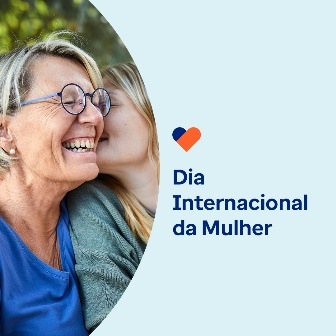 Dia
Internacional
da Mulher